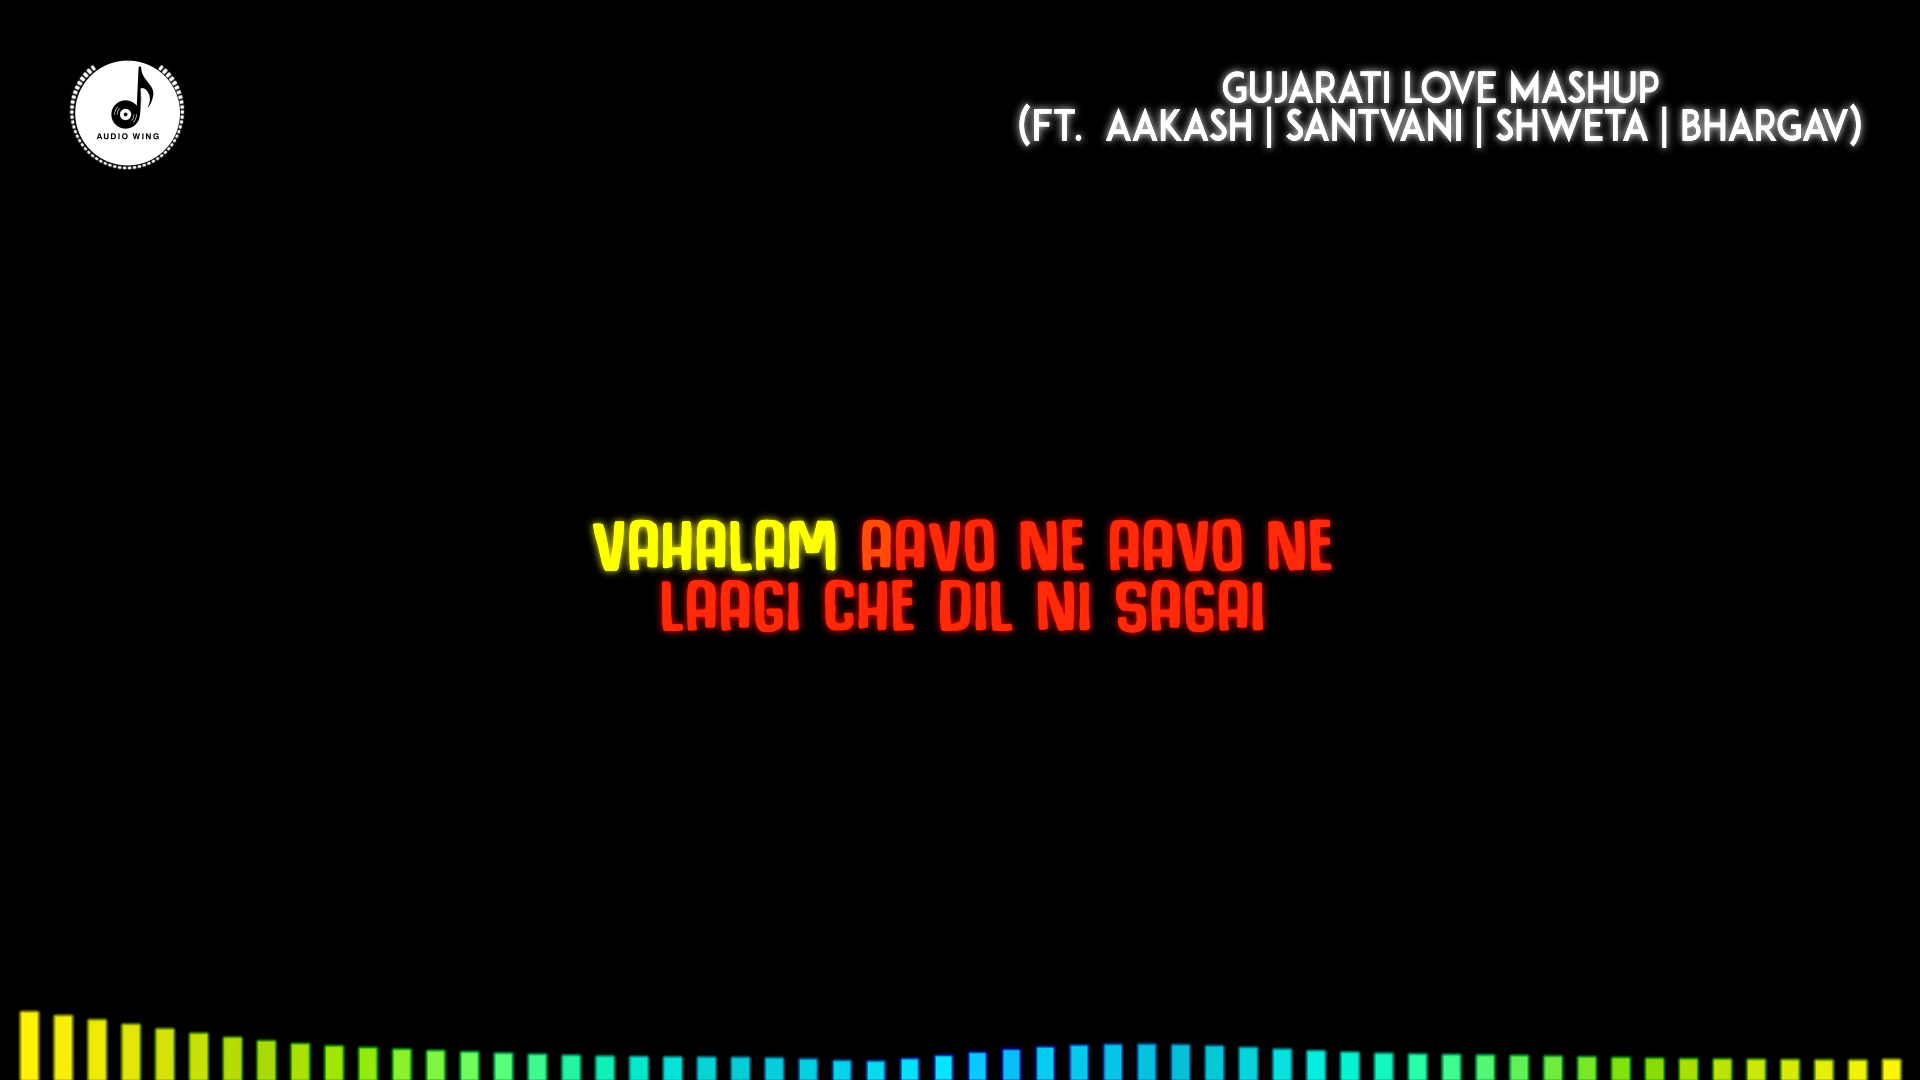 AUDIO WING
GUJARATI LOVE MASHUP
(FT. AAKASH | SANTVANI | SHWETA | BHARGAV)
VAHALAM AAVO NE AAVO NE
LAAGI CHE DIL NI SAGAI